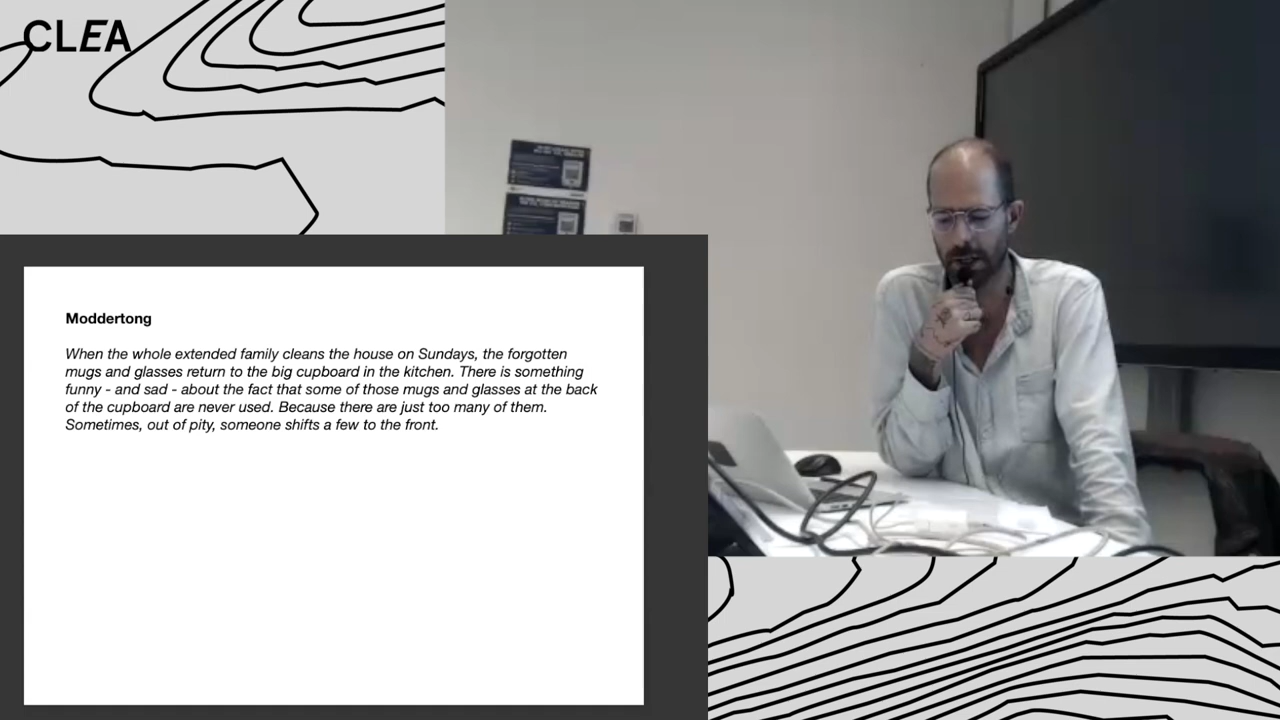 CLEA
Moddertong
When the whole extended family cleans the house on Sundays, the forgotten
mugs and glasses return to the big cupboard in the kitchen. There is something
funny - and sad - about the fact that some of those mugs and glasses at the back
of the cupboard are never used. Because there are just too many of them.
Sometimes, out of pity, someone shifts a few to the front.